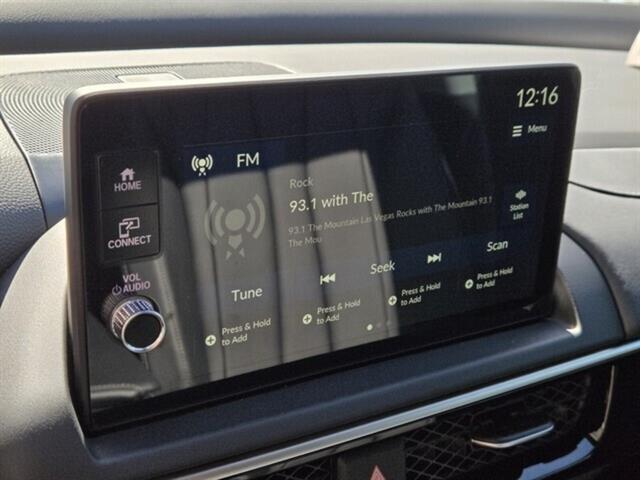 12:16
Menu
FM
HOME
Rock
93.1 with The
93.1 The Mountain Las Vegas Rocks with The Mountain 93.1
The Mou
Station
List
CONNECT
VOL
AUDIO
Tune
Seek
Scan
Press & Hold
to Add
Press & Hold
to Add
Press & Hold
to Add
Press & Hold
to Add